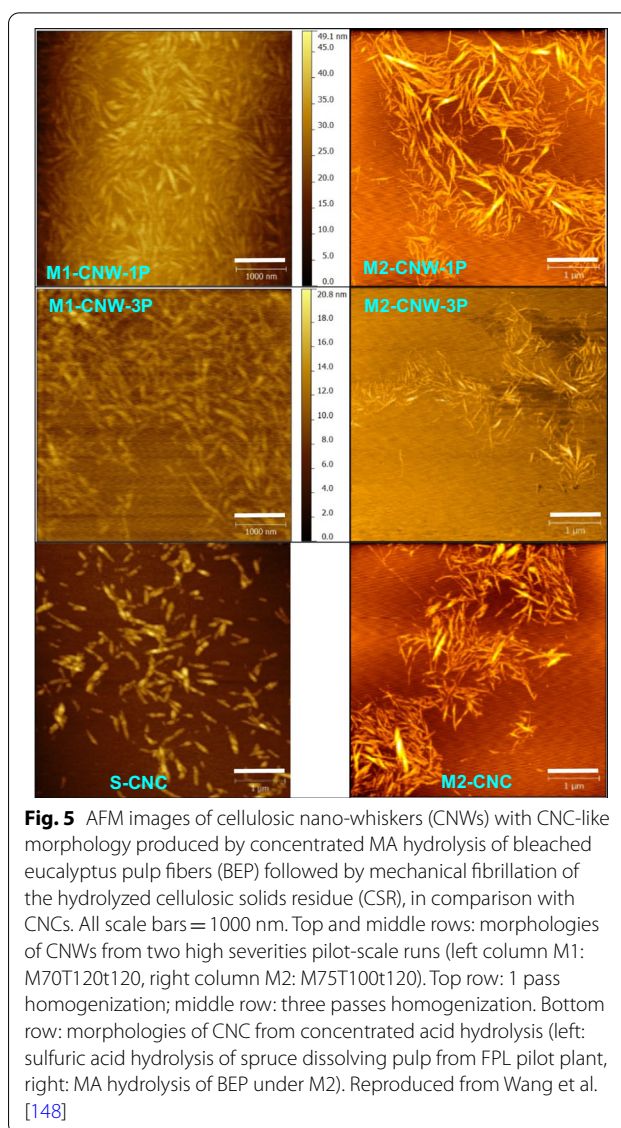 49.1 nm
45.0
40.0
35.0
30.0
25.0
20.0
15.0
10.0
5.0
0.0
M1-CNW-1P
1000 nm
M2-CNW-1P
1 µm
M1-CNW-3P
1000 nm
20.8 nm
18.0
16.0
14.0
12.0
10.0
8.0
6.0
4.0
2.0
0.0
M2-CNW-3P
1 µm
S-CNC
1 µm
M2-CNC
1 µm
Fig. 5 AFM images of cellulosic nano-whiskers (CNWs) with CNC-like
morphology produced by concentrated MA hydrolysis of bleached
eucalyptus pulp fibers (BEP) followed by mechanical fibrillation of
the hydrolyzed cellulosic solids residue (CSR), in comparison with
CNCs. All scale bars = 1000 nm. Top and middle rows: morphologies
of CNWs from two high severities pilot-scale runs (left column M1:
M70T120t120, right column M2: M75T100t120). Top row: 1 pass
homogenization; middle row: three passes homogenization. Bottom
row: morphologies of CNC from concentrated acid hydrolysis (left:
sulfuric acid hydrolysis of spruce dissolving pulp from FPL pilot plant,
right: MA hydrolysis of BEP under M2). Reproduced from Wang et al.
[148]